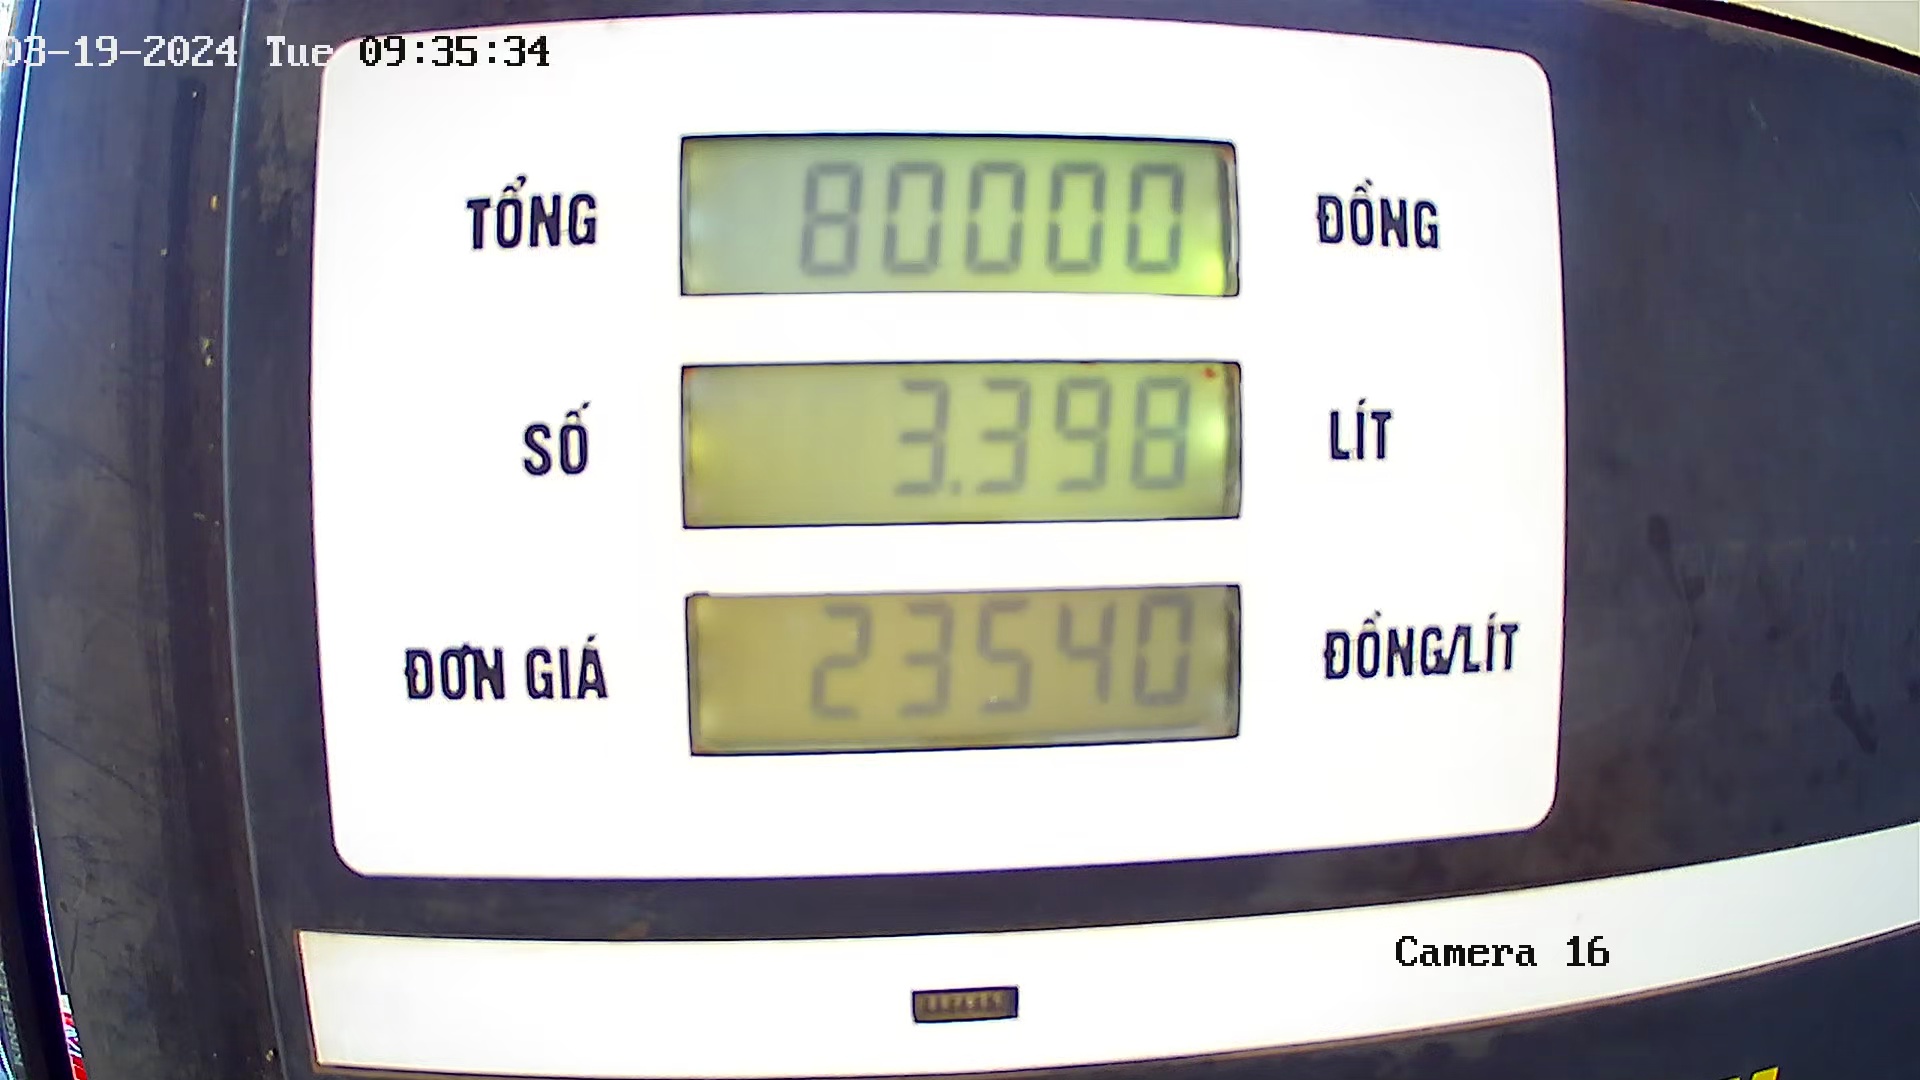 03-19-2024 Tue 09:35:34
TỔNG 80000 ĐỒNG
SỐ 3.398 LÍT
ĐƠN GIÁ 23540 ĐỒNG/LÍT
Camera 16